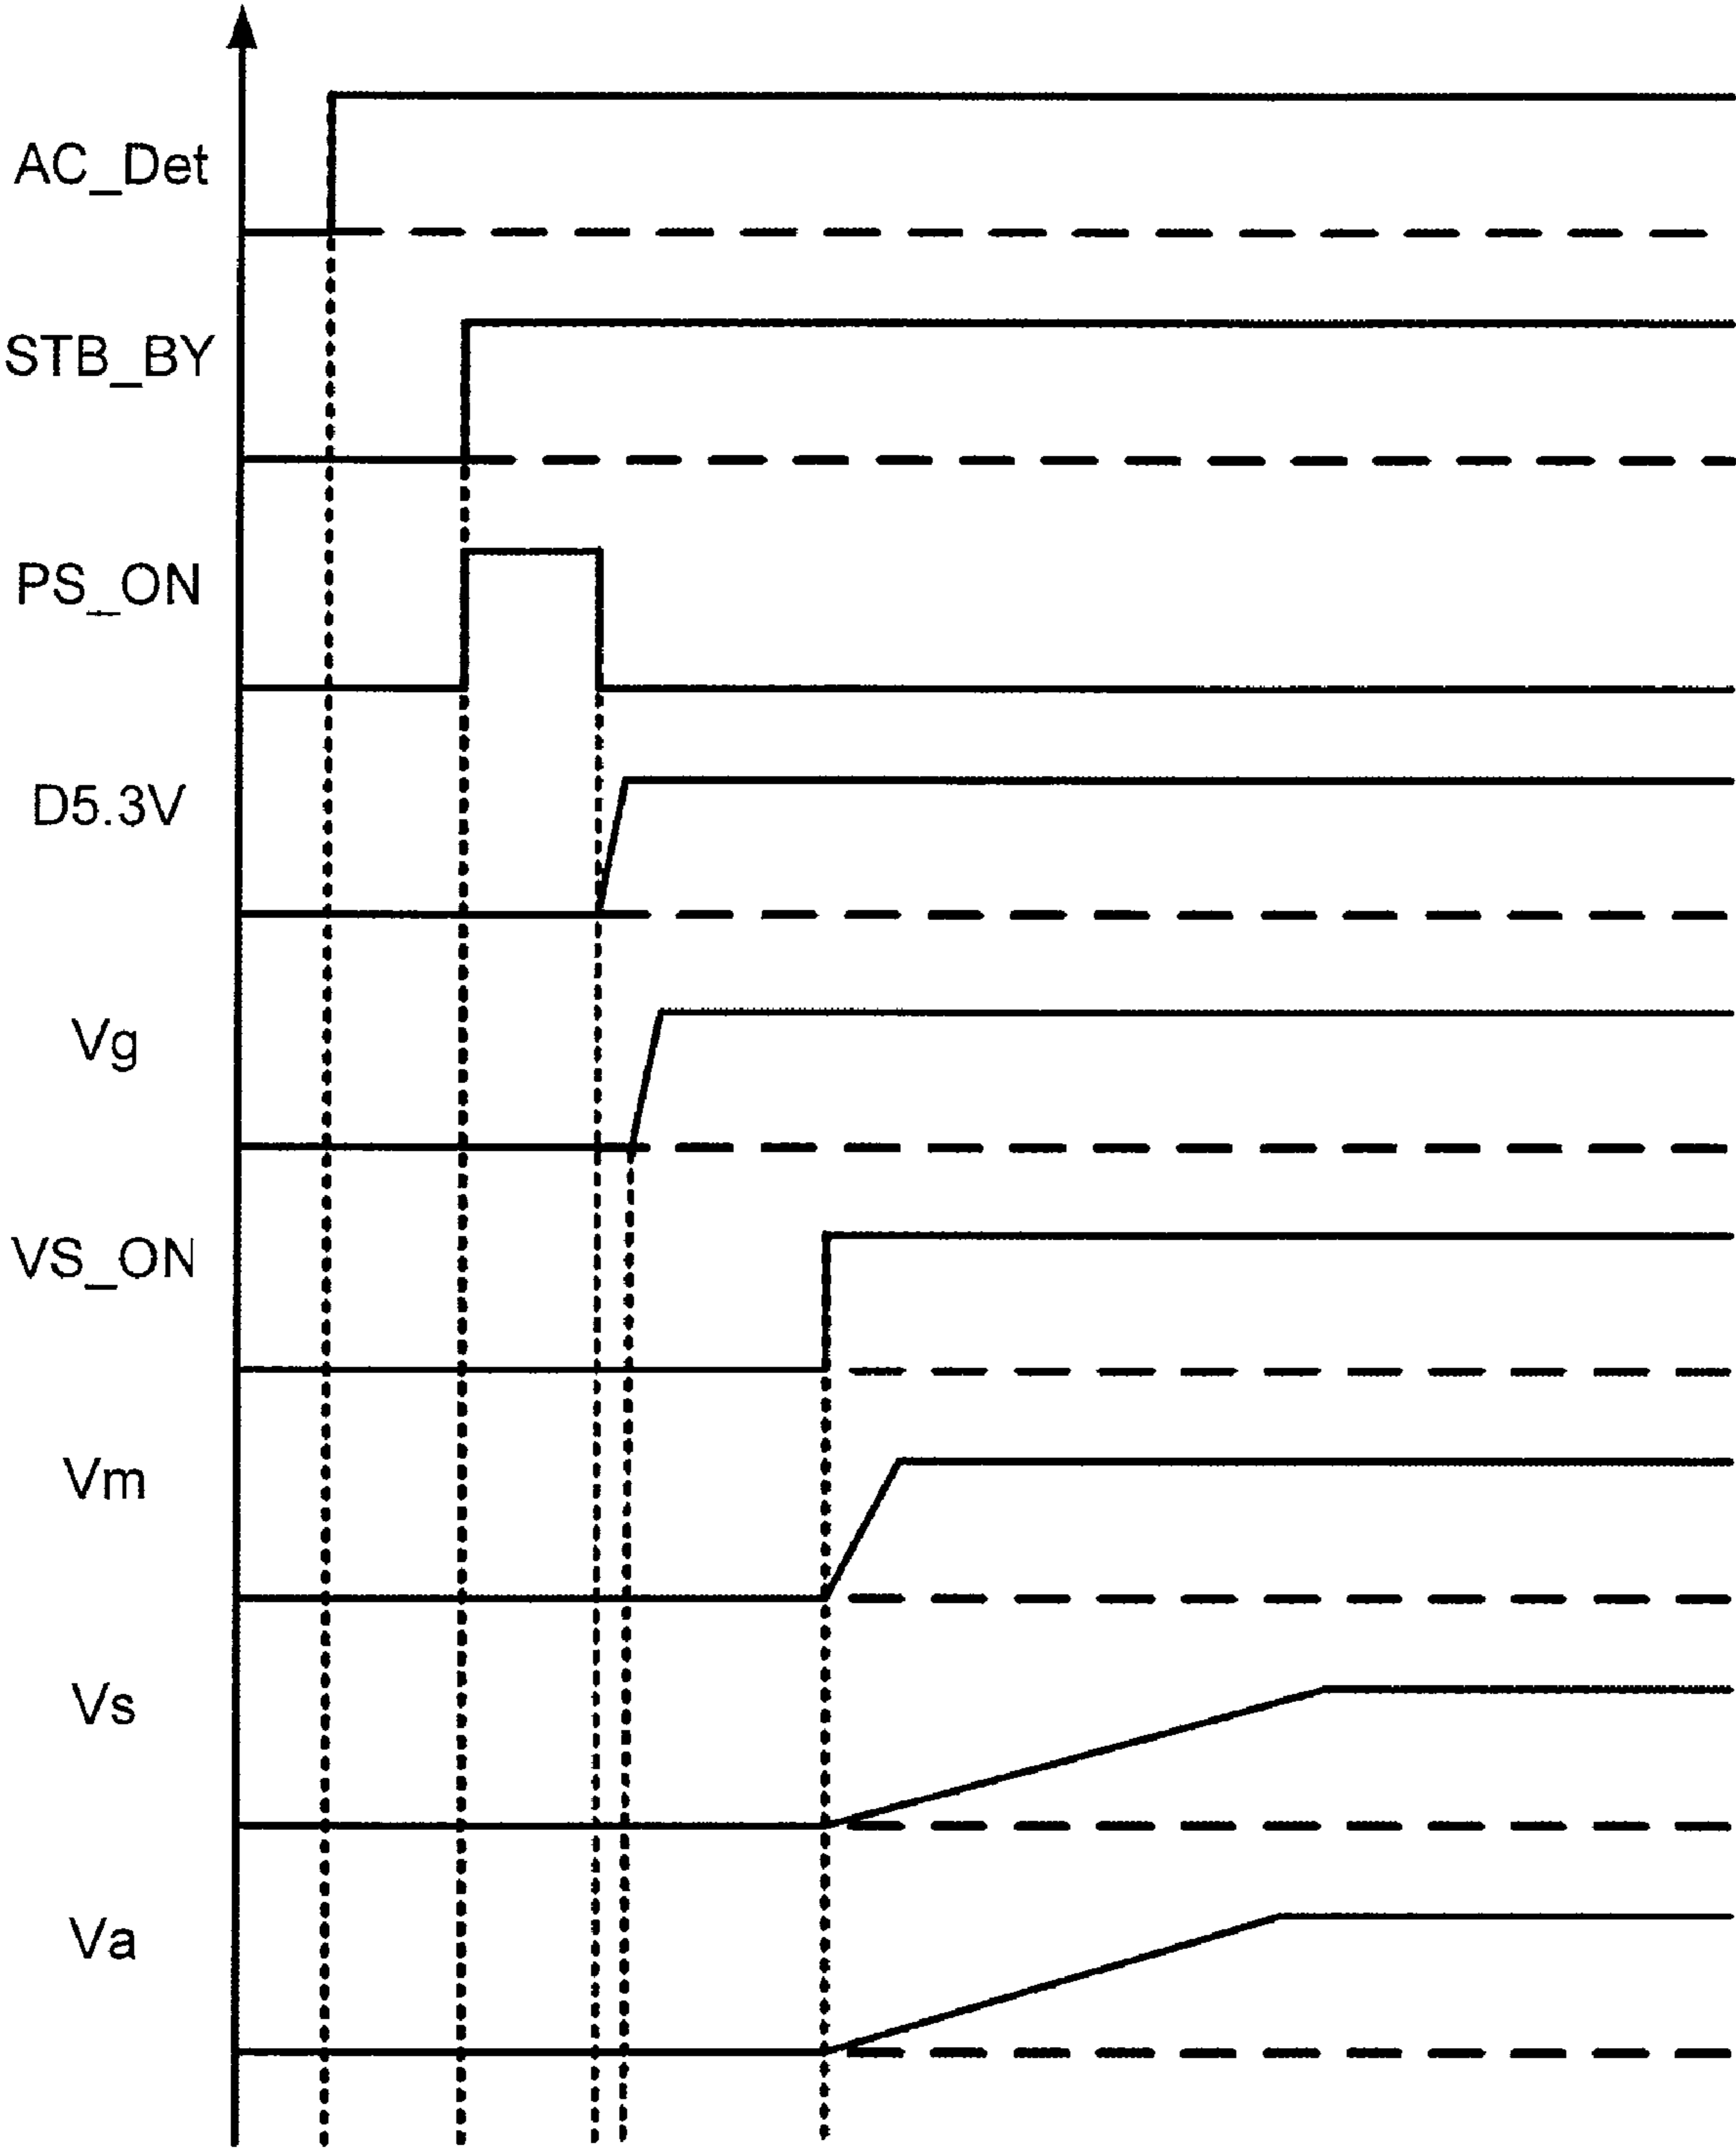 AC_Det
STB_BY
PS_ON
D5.3V
Vg
VS_ON
Vm
Vs
Va